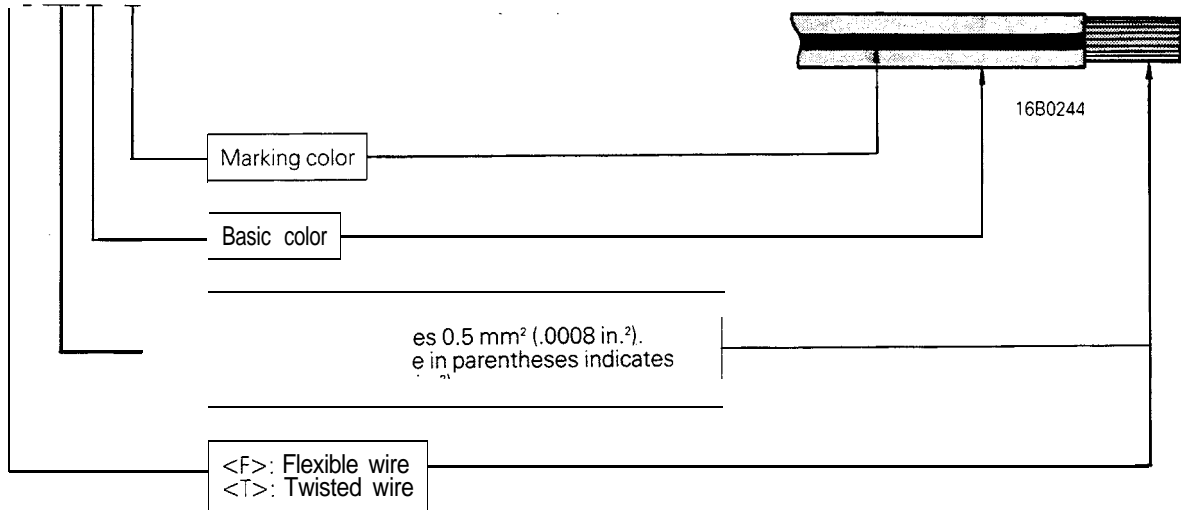 16B0244
Marking color
Basic color
es 0.5 mm² (.0008 in.²).
e in parentheses indicates
<F>: Flexible wire
<T>: Twisted wire